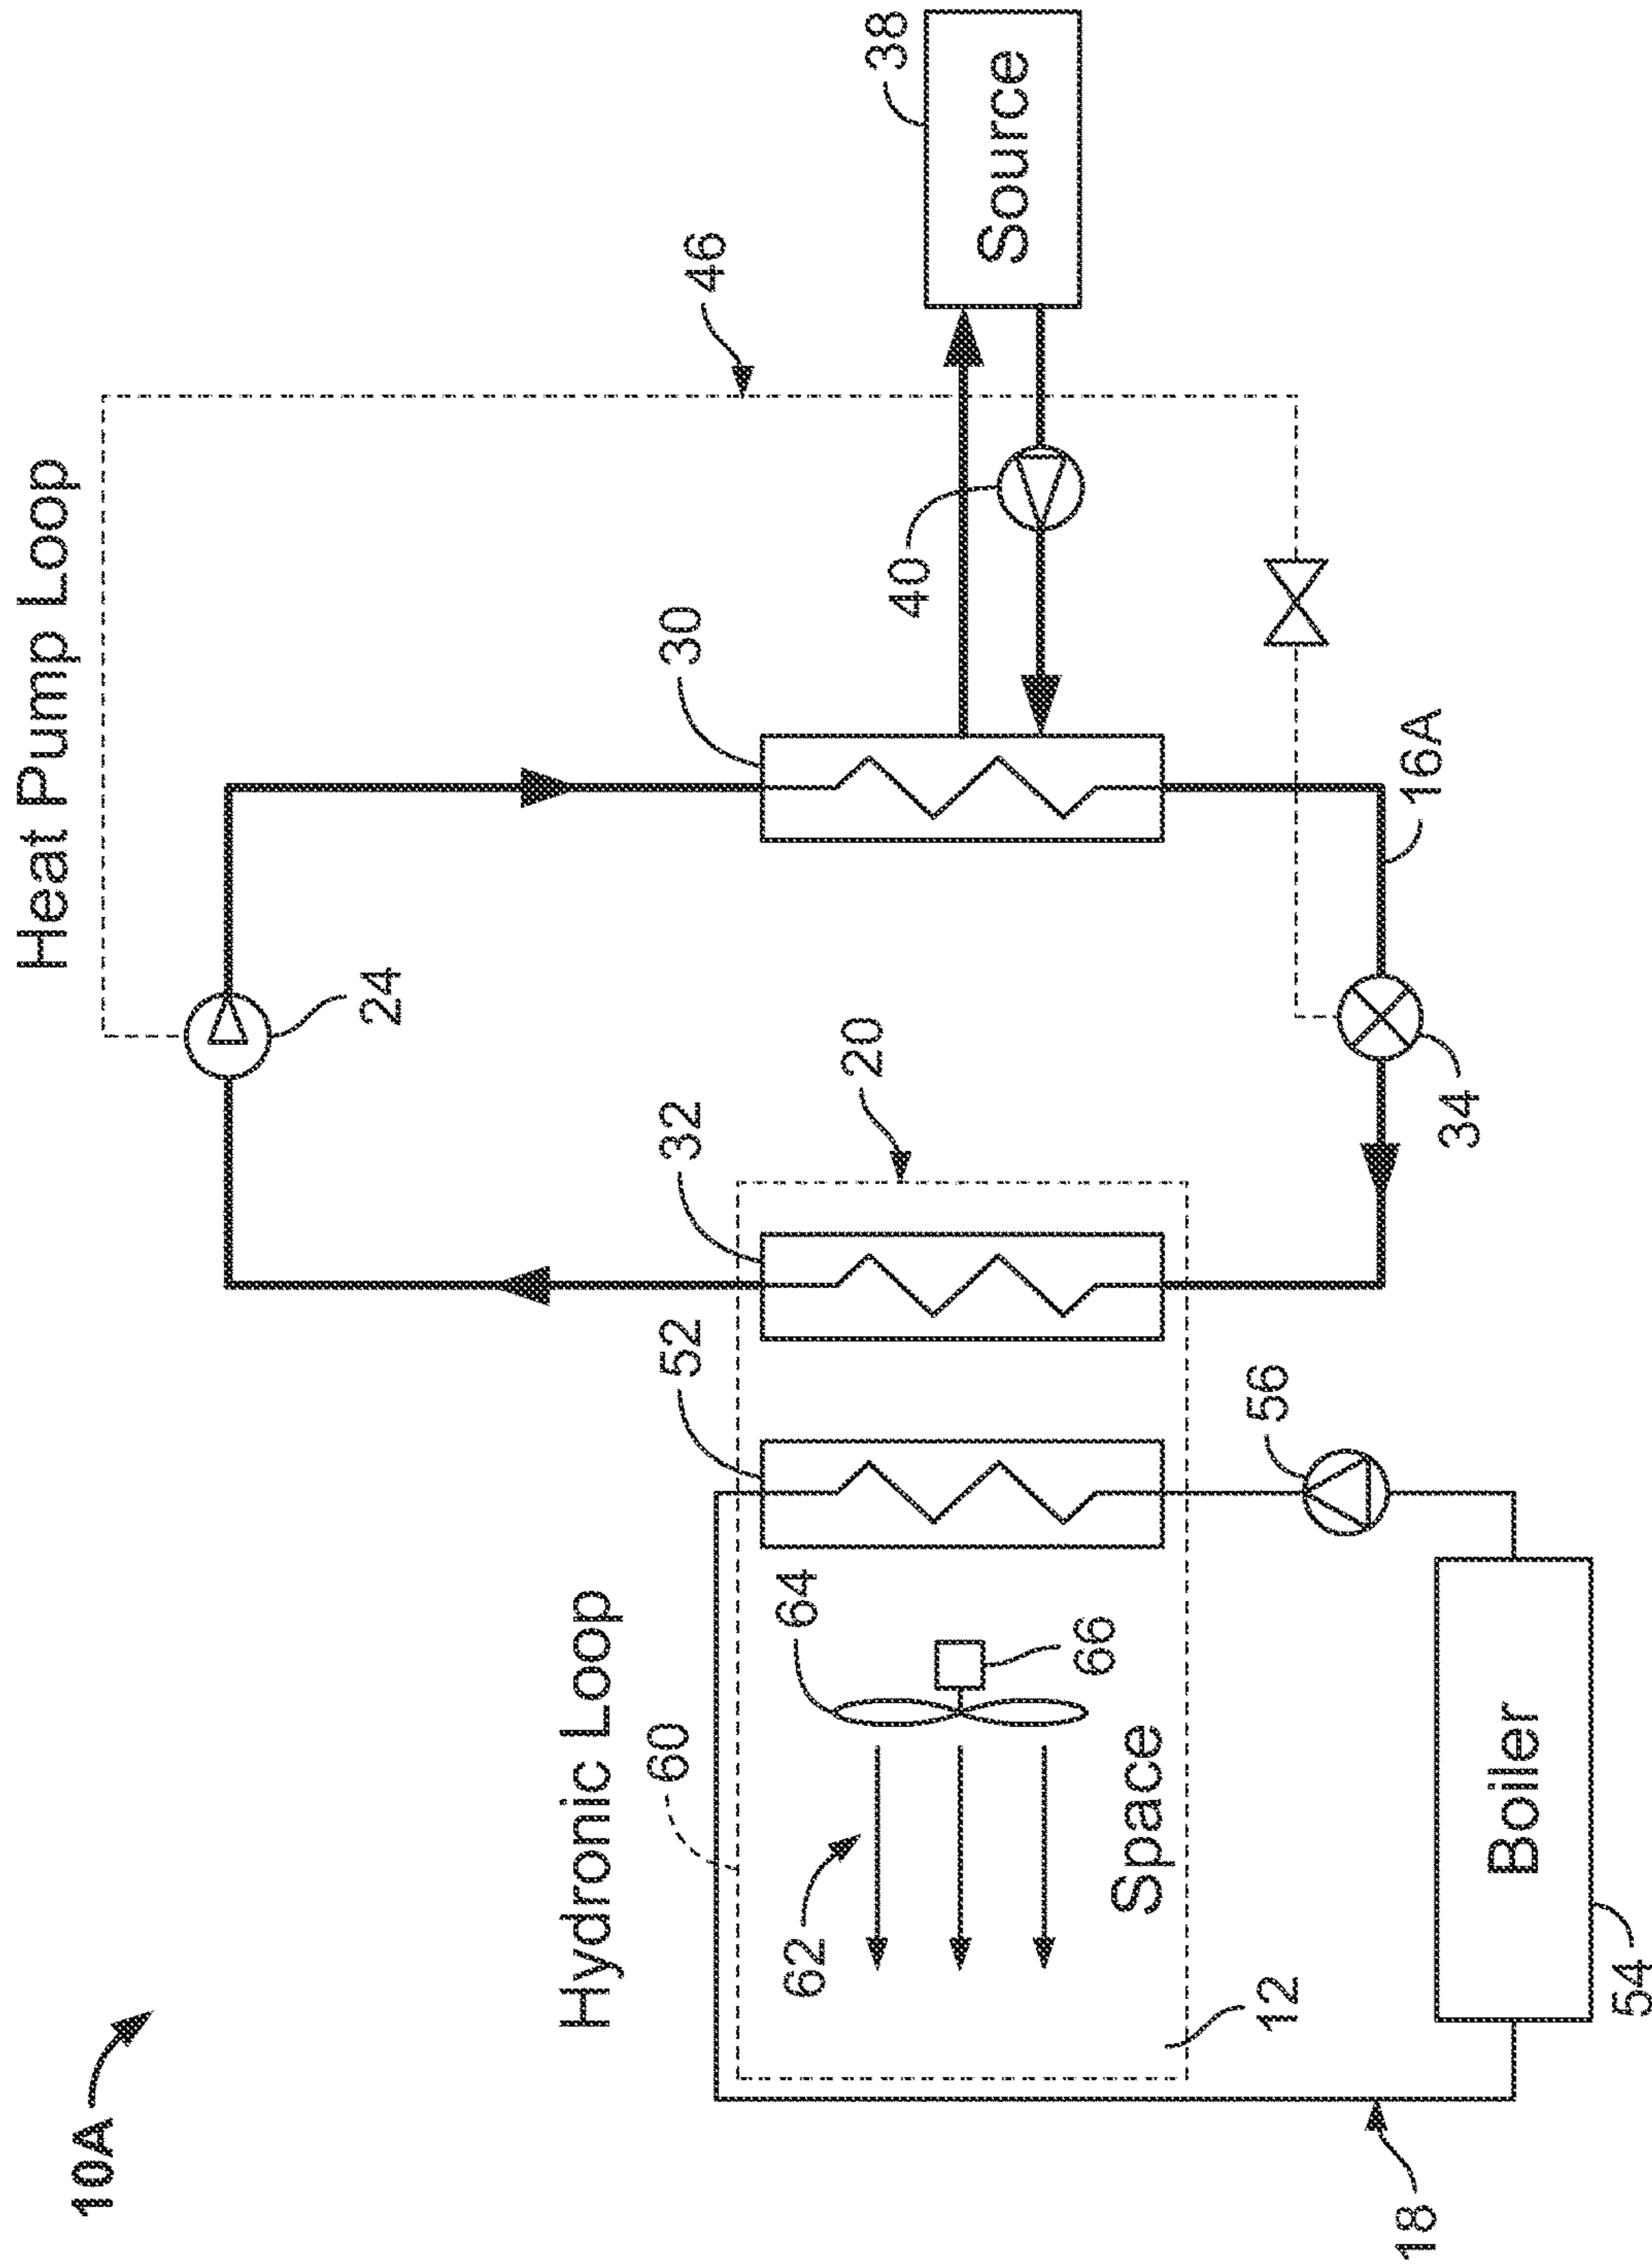 10A
Heat Pump Loop
24
46
38
Source
30
40
32
20
52
16A
34
Hydronic Loop
60
64
66
62
Space
12
56
Boiler
54
18